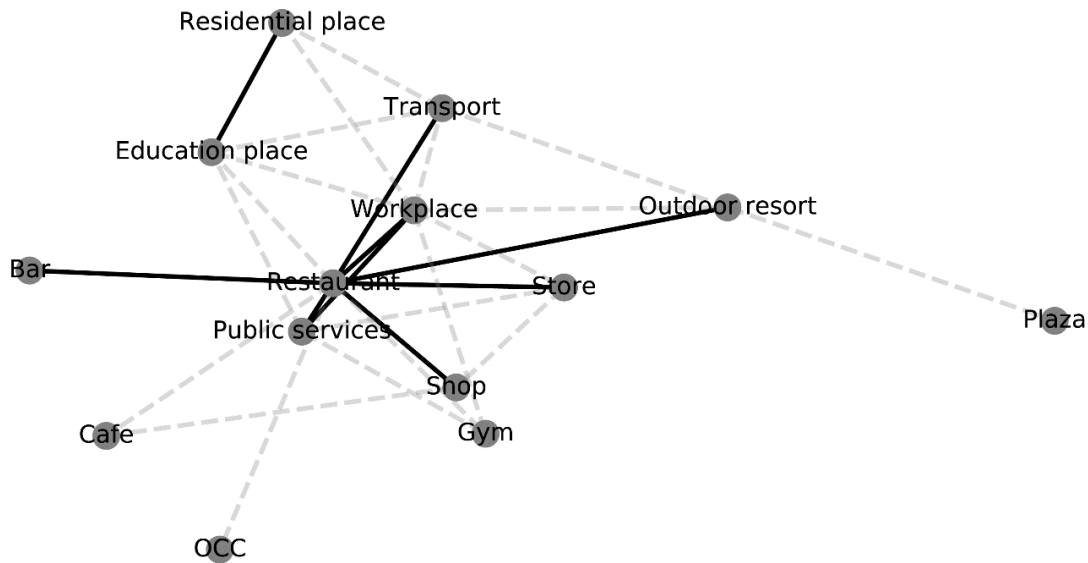 Residential place
Transport
Education place
Workplace
Outdoor resort
Bar
Restaurant
Store
Plaza
Public services
Shop
Cafe
Gym
OCC